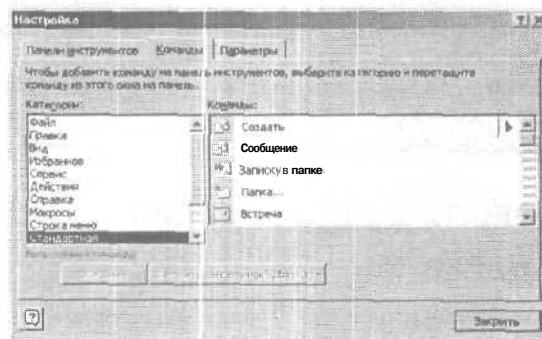 Настройка
Панели инструментов Команды Параметры
Чтобы добавить команду на панель инструментов, выберите категорию и перетащите
команду из этого окна на панель.
Категории: Команды:
Файл
Правка
Вид
Избранное
Сервис
Действия
Справка
Макросы
Строка меню
Стандартная
Создать
Сообщение
Записку в папке
Папка...
Встреча
Закрыть